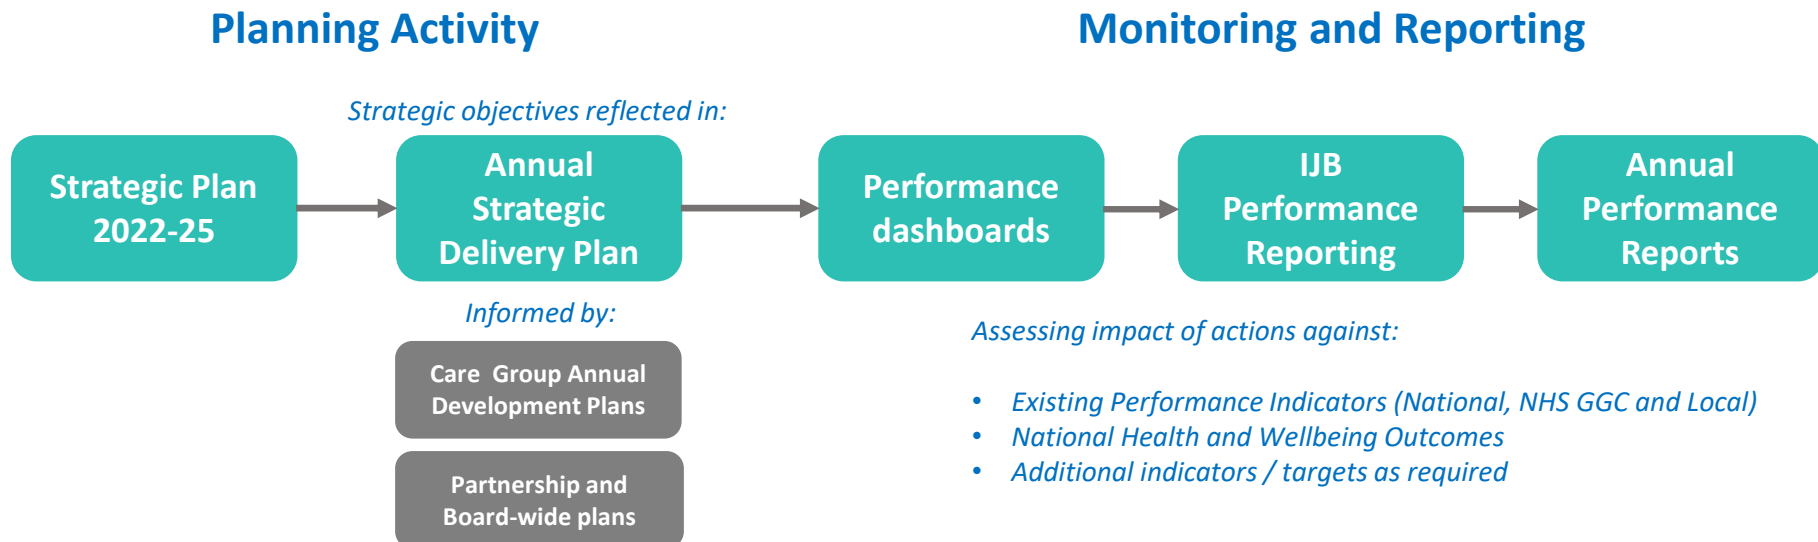 Planning Activity
Monitoring and Reporting
Strategic objectives reflected in:
Strategic Plan
2022-25
Annual
Strategic
Delivery Plan
Performance
dashboards
IJB
Performance
Reporting
Annual
Performance
Reports
Informed by:
Care Group Annual
Development Plans
Partnership and
Board-wide plans
Assessing impact of actions against:
• Existing Performance Indicators (National, NHS GGC and Local)
• National Health and Wellbeing Outcomes
• Additional indicators / targets as required